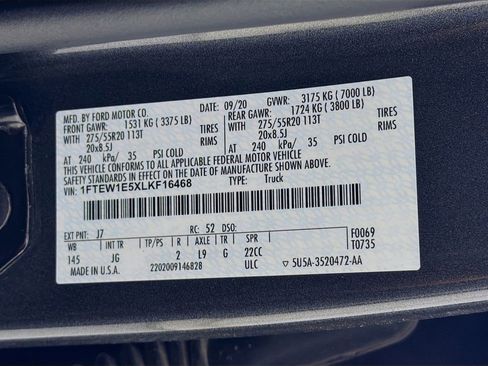 MFD. BY FORD MOTOR CO. 09/20 GVWR: 3175 KG ( 7000 LB)
FRONT GAWR: 1531 KG ( 3375 LB) REAR GAWR: 1724 KG ( 3800 LB)
275/55R20 113T TIRES 275/55R20 113T TIRES
20x8.5J RIMS 20x8.5J RIMS
AT 240 kPa/ 35 PSI COLD AT 240 kPa/ 35 PSI COLD
THIS VEHICLE CONFORMS TO ALL APPLICABLE FEDERAL MOTOR VEHICLE
SAFETY STANDARDS IN EFFECT ON THE DATE OF MANUFACTURE SHOWN ABOVE.
VIN: 1FTEW1E5XLKF16468 TYPE: Truck
EXT PNT: J7 RC: 52 DSO: F0069
WB INT TR TP/PS R AXLE TR SPR T0735
145 JG 2 L9 G 22CC
MADE IN U.S.A. 2202009146828 ULC ▽ 5U5A-3520472-AA